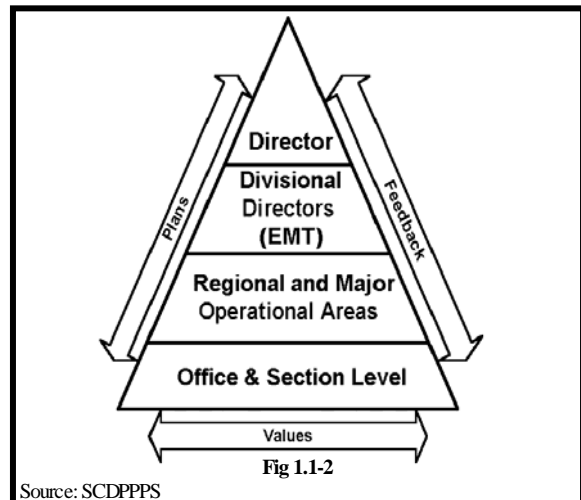 Director
Divisional
Directors
(EMT)
Plans
Feedback
Regional and Major
Operational Areas
Office & Section Level
Values
Fig 1.1-2
Source: SCDPPPS